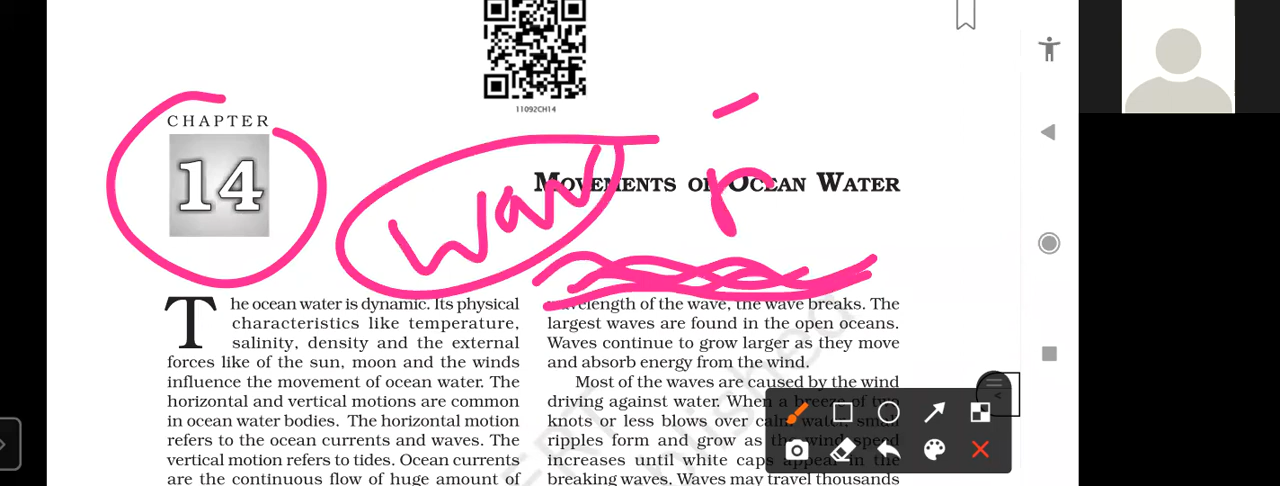 11092CH14
CHAPTER
14
wav
r
MOVEMENTS OF OCEAN WATER
The ocean water is dynamic. Its physical
characteristics like temperature,
salinity, density and the external
forces like of the sun, moon and the winds
influence the movement of ocean water. The
horizontal and vertical motions are common
in ocean water bodies. The horizontal motion
refers to the ocean currents and waves. The
vertical motion refers to tides. Ocean currents
are the continuous flow of huge amount of
wavelength of the wave, the wave breaks. The
largest waves are found in the open oceans.
Waves continue to grow larger as they move
and absorb energy from the wind.
Most of the waves are caused by the wind
driving against water. When a breeze of two
knots or less blows over calm water, small
ripples form and grow as the wind speed
increases until white caps appear in the
breaking waves. Waves may travel thousands